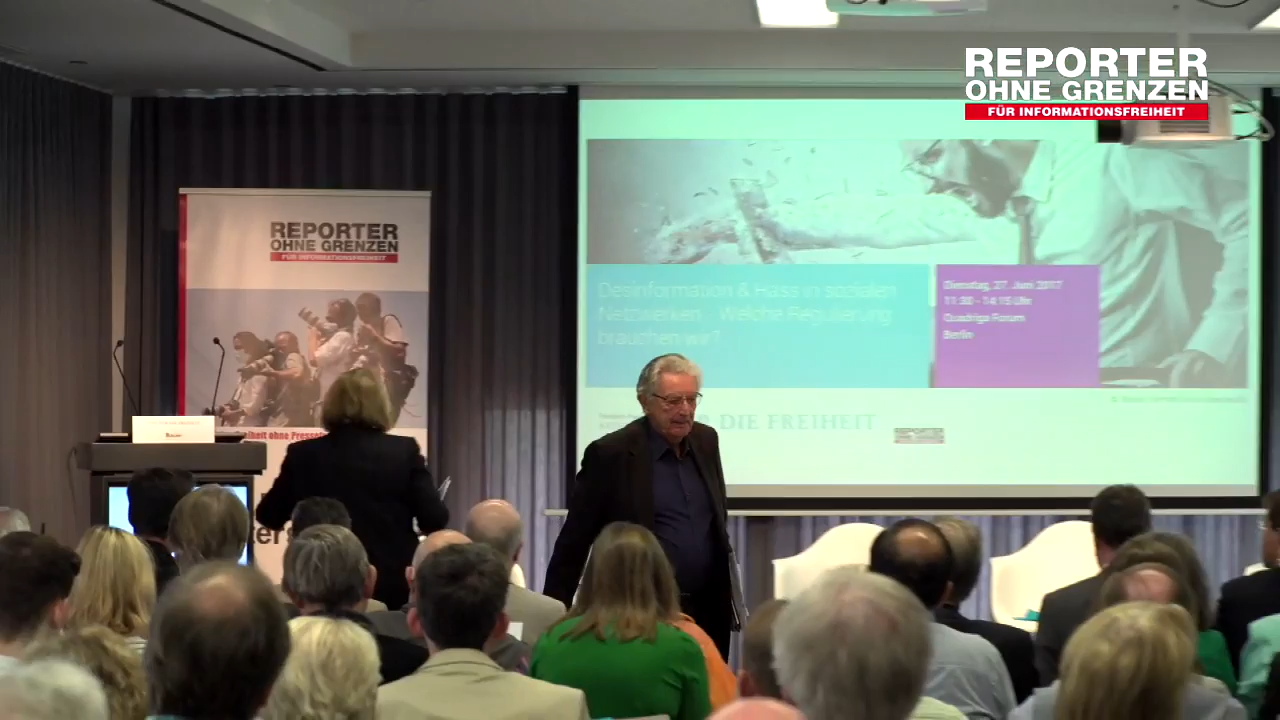 REPORTER
OHNE GRENZEN
FÜR INFORMATIONSFREIHEIT
REPORTER
OHNE GRENZEN
FÜR INFORMATIONSFREIHEIT
Desinformation & Hass in sozialen
Netzwerken - Welche Regulierung
brauchen wir?
Dienstag, 27. Juni 2017
11:30 - 14:15 Uhr
Quadriga Forum
Berlin
DIE FREIHEIT
Bauer